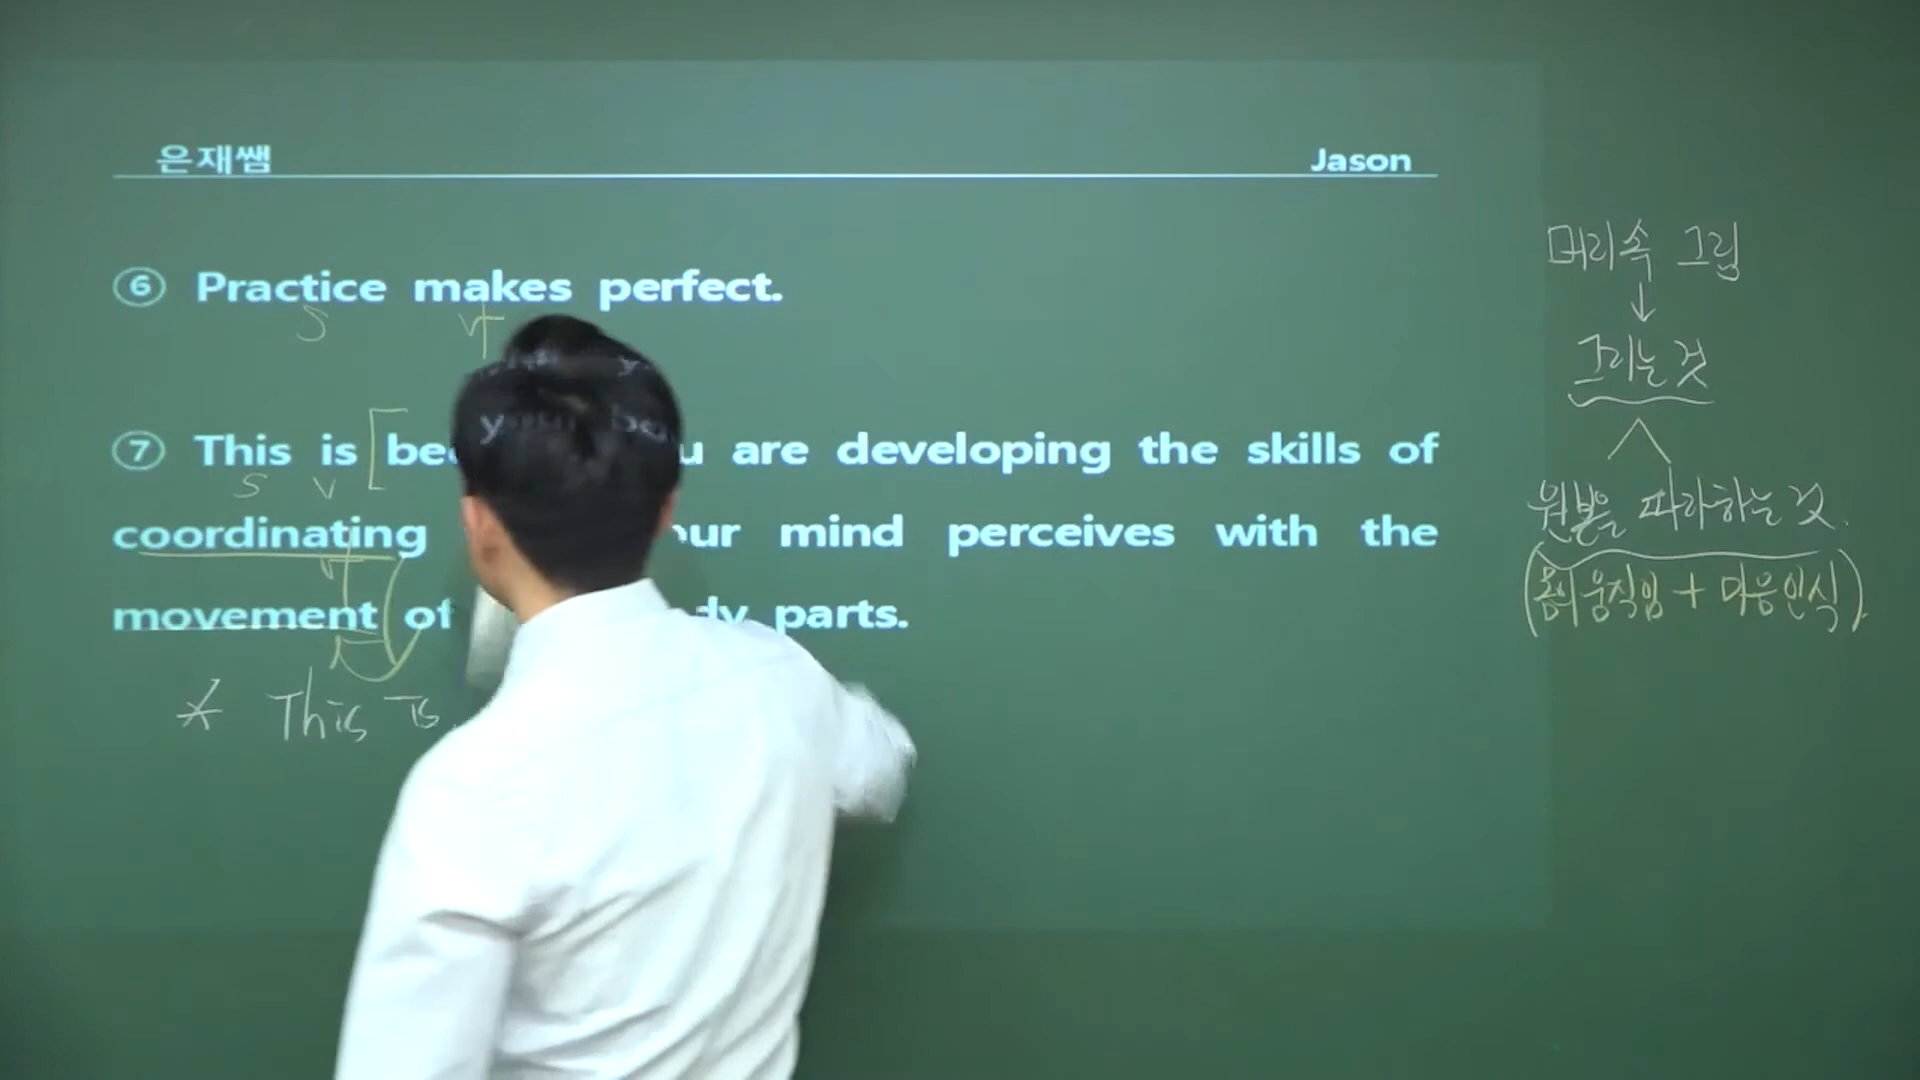 은재쌤 Jason
⑥ Practice makes perfect.
S V
⑦ This is [ are developing the skills of
S V
coordinating mind perceives with the
movement of parts.
* This is
머리속 그림
↓
그리는 것
원본을 따라하는 것.
(몸의 움직임 + 마음인식).